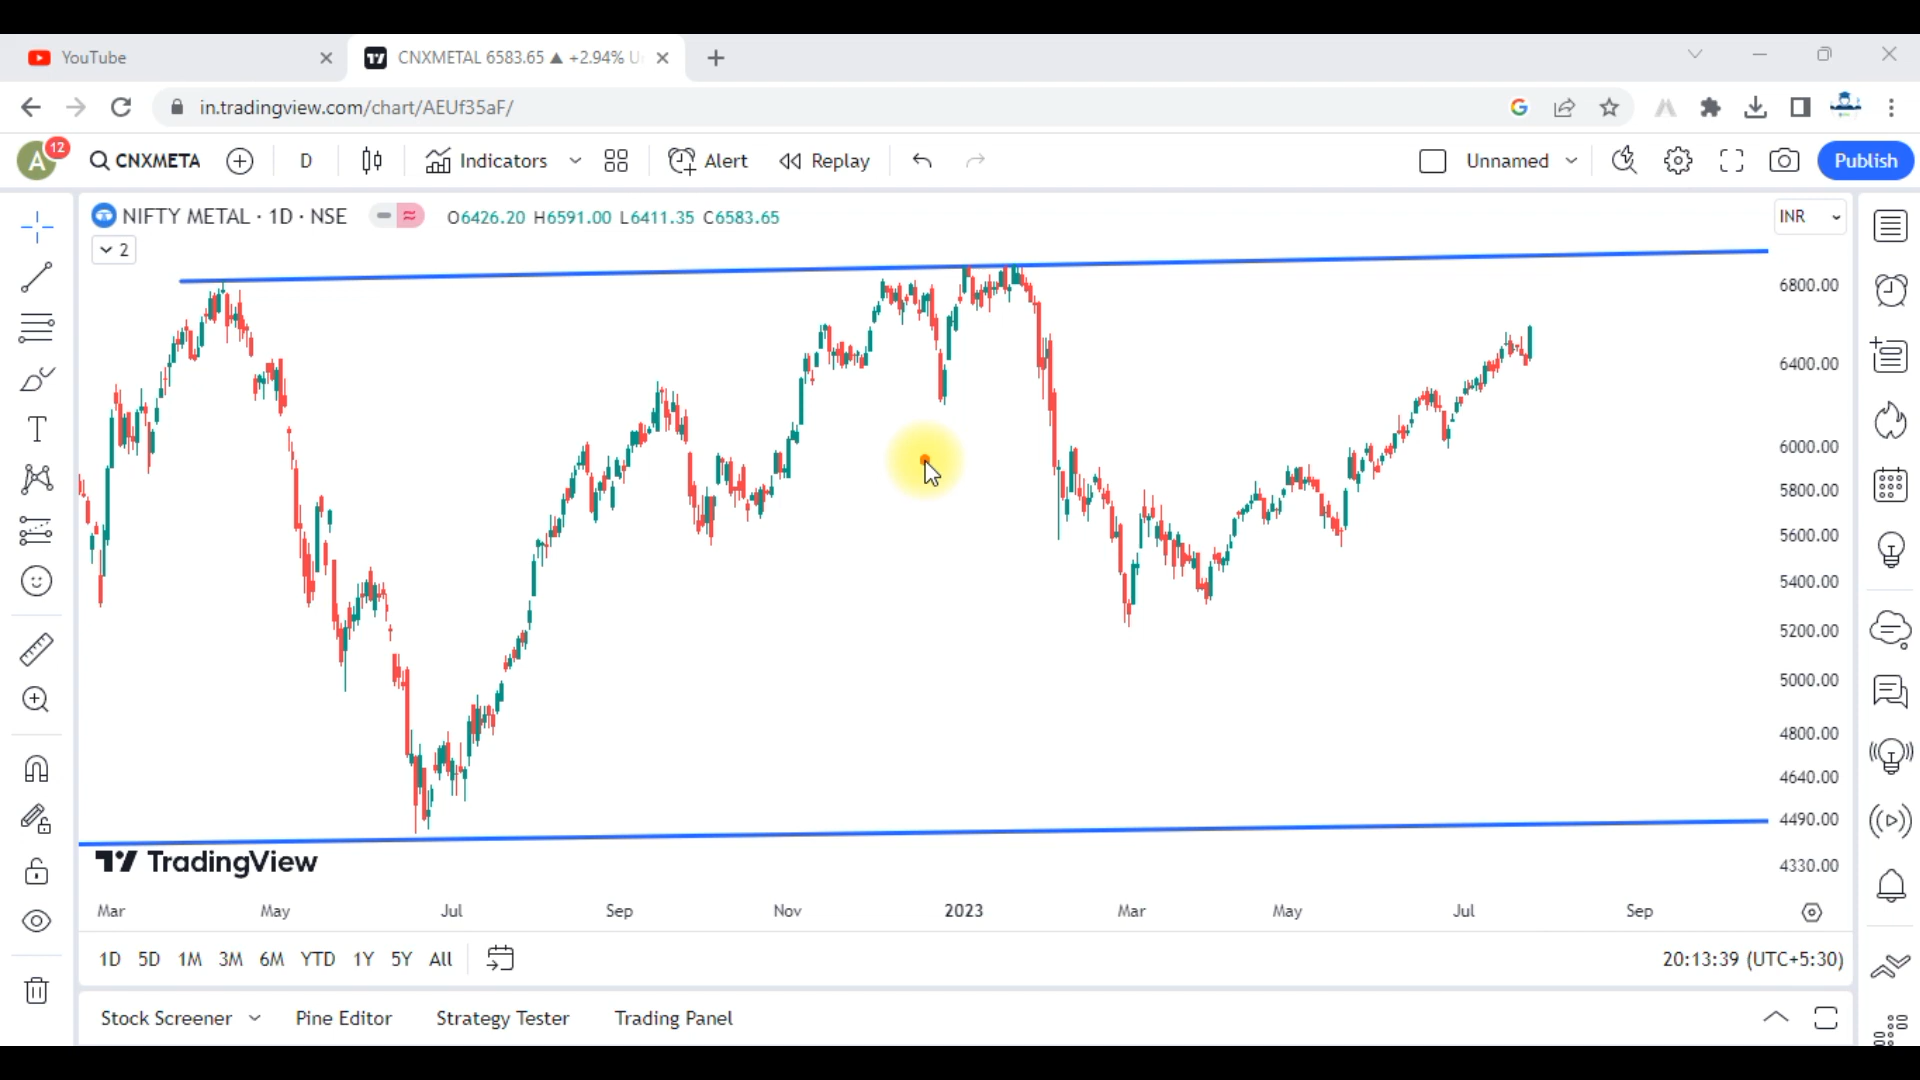 YouTube
CNXMETAL 6583.65 ▲ +2.94%
in.tradingview.com/chart/AEUf35aF/
A 12 CNXMETA D Indicators Alert Replay Unnamed Publish
NIFTY METAL · 1D · NSE O6426.20 H6591.00 L6411.35 C6583.65 INR
2
6800.00
6400.00
6000.00
5800.00
5600.00
5400.00
5200.00
5000.00
4800.00
4640.00
4490.00
4330.00
TradingView
Mar May Jul Sep Nov 2023 Mar May Jul Sep
1D 5D 1M 3M 6M YTD 1Y 5Y All 20:13:39 (UTC+5:30)
Stock Screener Pine Editor Strategy Tester Trading Panel